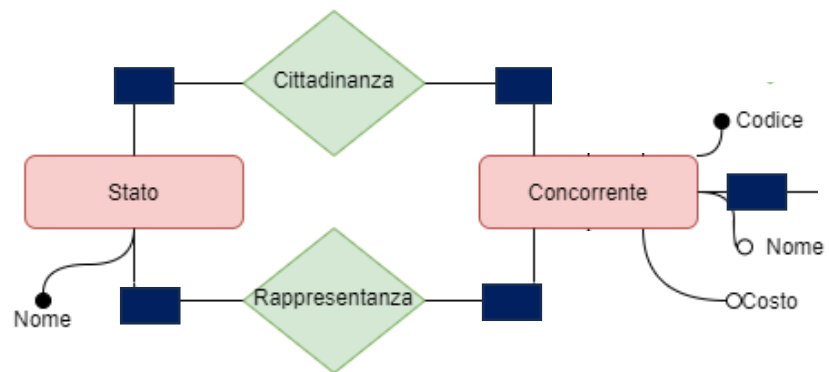 Cittadinanza
Codice
Stato
Concorrente
Nome
Rappresentanza
Costo
Nome